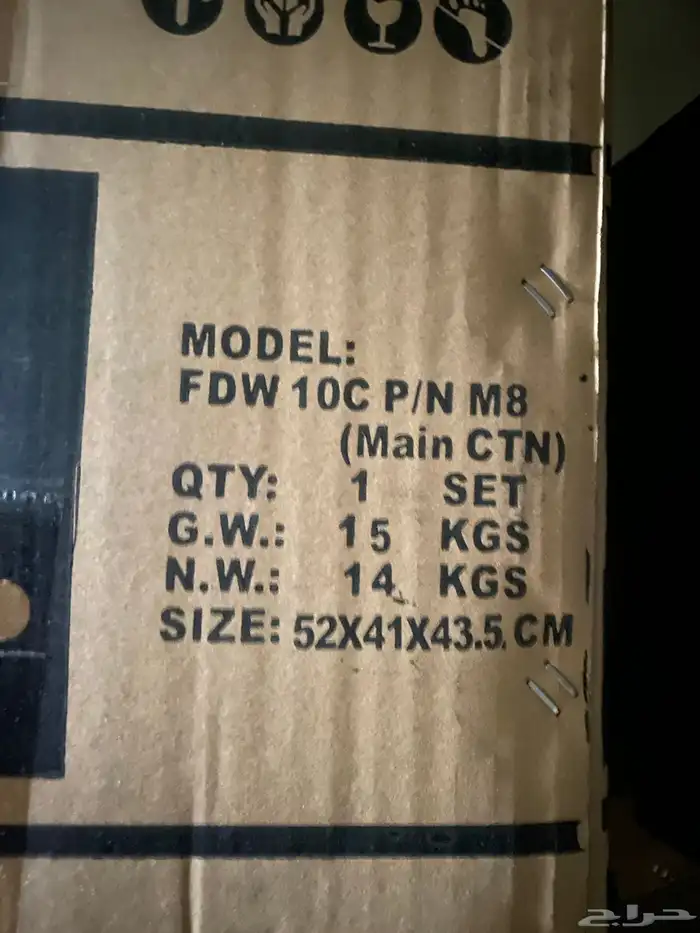 MODEL:
FDW 10C P/N M8
(Main CTN)
QTY: 1 SET
G.W.: 15 KGS
N.W.: 14 KGS
SIZE: 52X41X43.5 CM
حراج